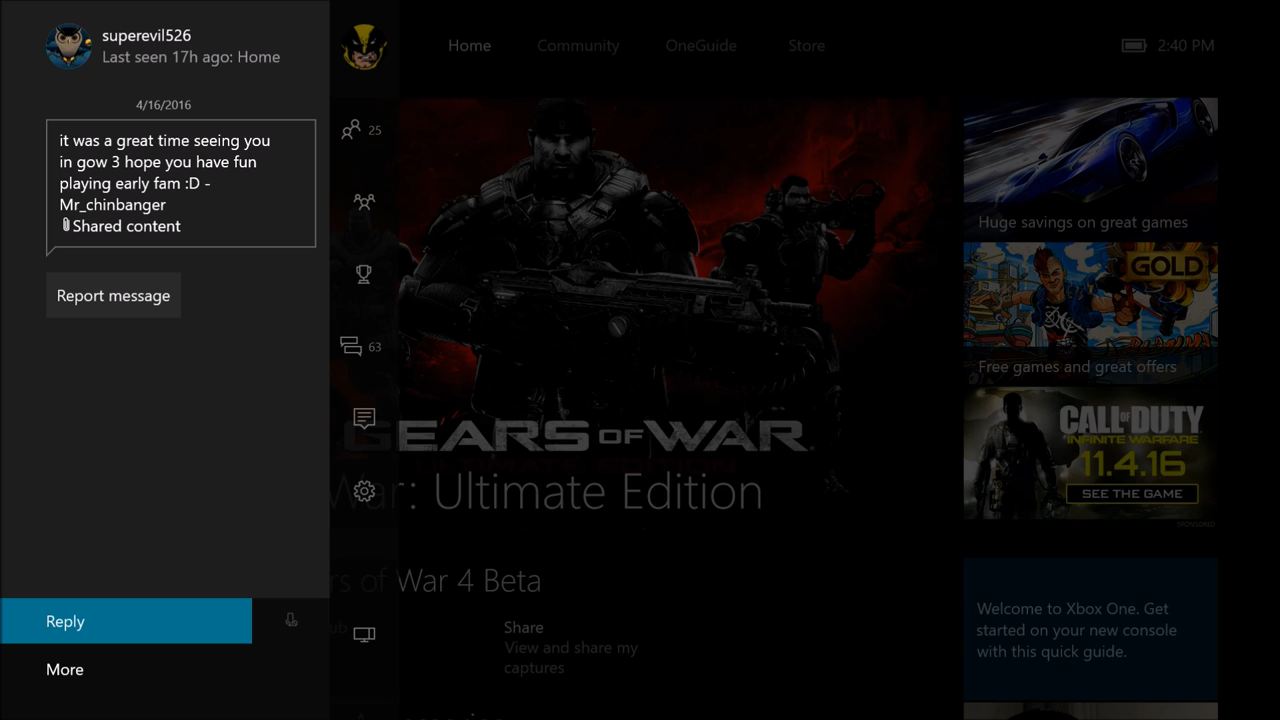 superevil526
Last seen 17h ago: Home
4/16/2016
it was a great time seeing you
in gow 3 hope you have fun
playing early fam :D -
Mr_chinbanger
Shared content
Report message
Reply
More
25
63
Home
Community
OneGuide
Store
2:40 PM
GEARS OF WAR
War: Ultimate Edition
rs of War 4 Beta
ub
Share
View and share my
captures
Huge savings on great games
GOLD
Free games and great offers
CALL OF DUTY
INFINITE WARFARE
11.4.16
SEE THE GAME
SPONSORED
Welcome to Xbox One. Get
started on your new console
with this quick guide.